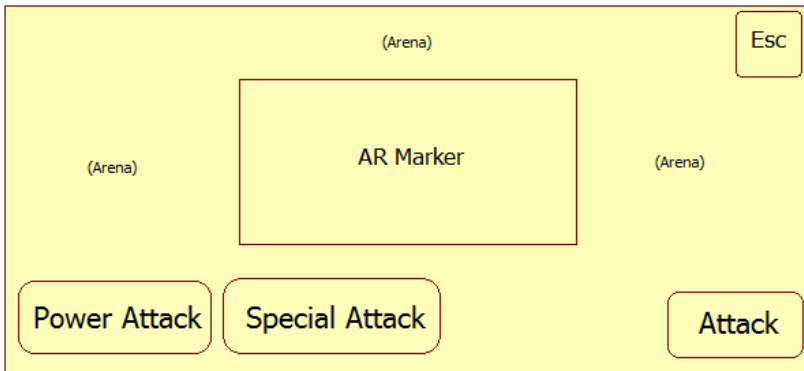 (Arena)
Esc
AR Marker
(Arena)
(Arena)
Power Attack
Special Attack
Attack